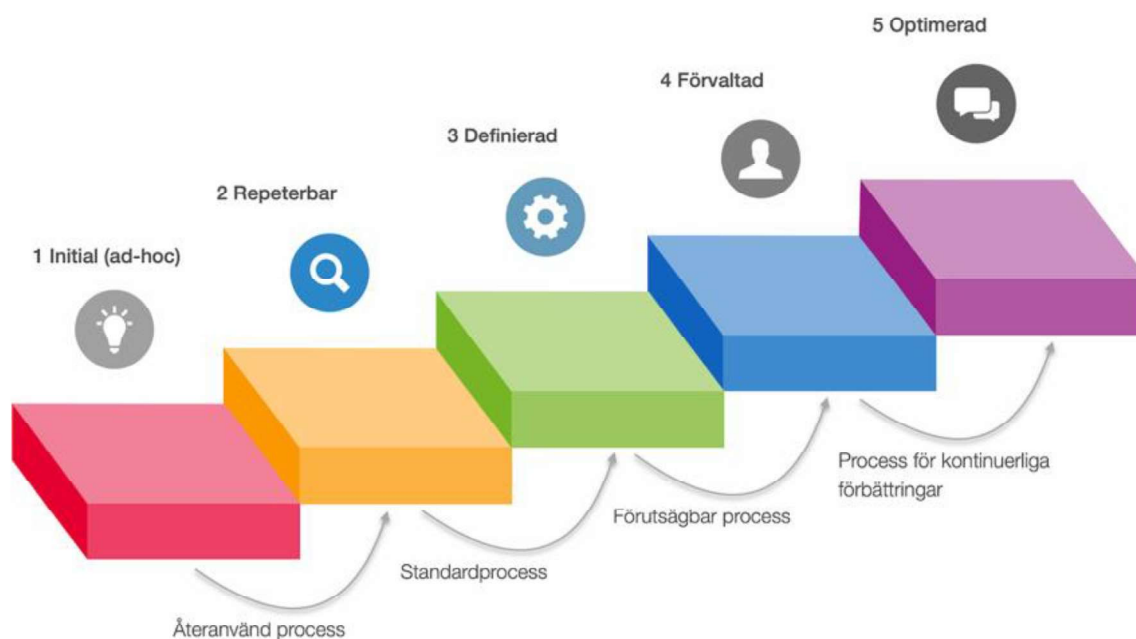 1 Initial (ad-hoc)
2 Repeterbar
3 Definierad
4 Förvaltad
5 Optimerad
Återanvänd process
Standardprocess
Förutsägbar process
Process för kontinuerliga
förbättringar